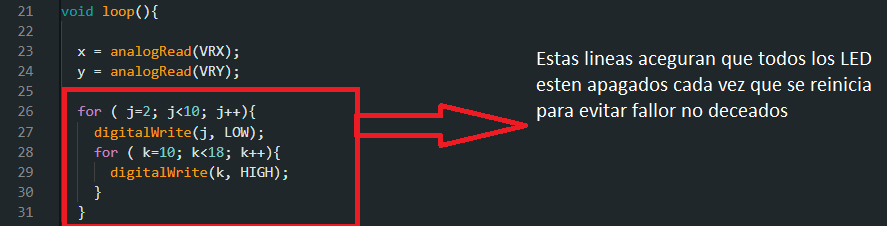 21 void loop(){
22
23 x = analogRead(VRX);
24 y = analogRead(VRY);
25
26 for ( j=2; j<10; j++){
27 digitalWrite(j, LOW);
28 for ( k=10; k<18; k++){
29 digitalWrite(k, HIGH);
30 }
31 }
Estas lineas aceguran que todos los LED
esten apagados cada vez que se reinicia
para evitar fallor no deceados